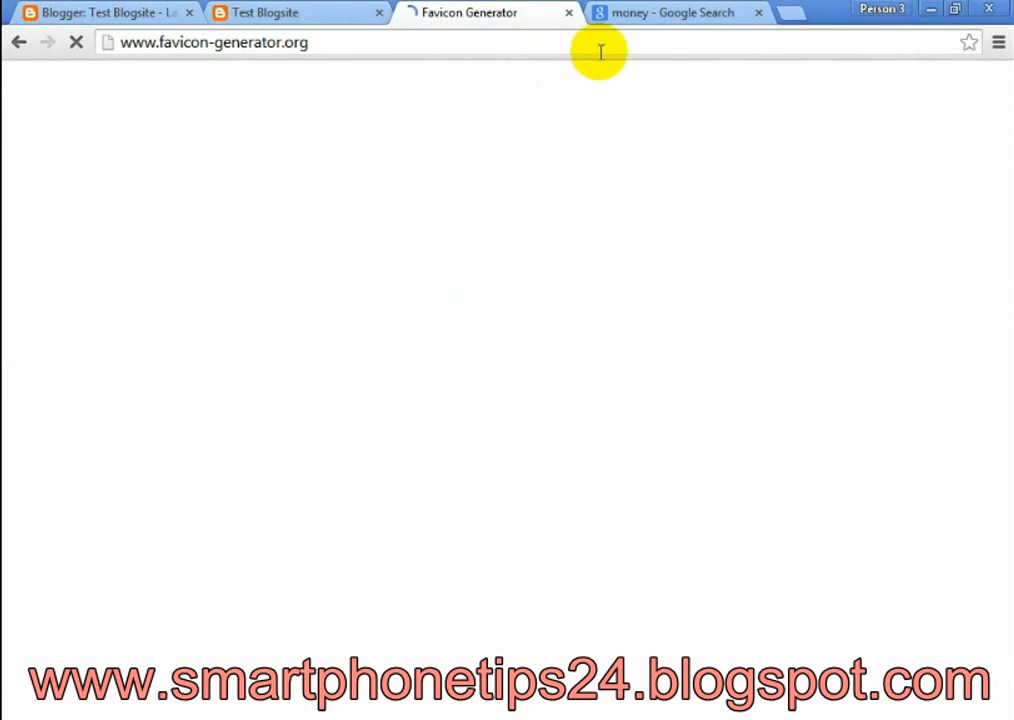 Blogger: Test Blogsite - La
Test Blogsite
Favicon Generator
money - Google Search
Person 3
www.favicon-generator.org
www.smartphonetips24.blogspot.com